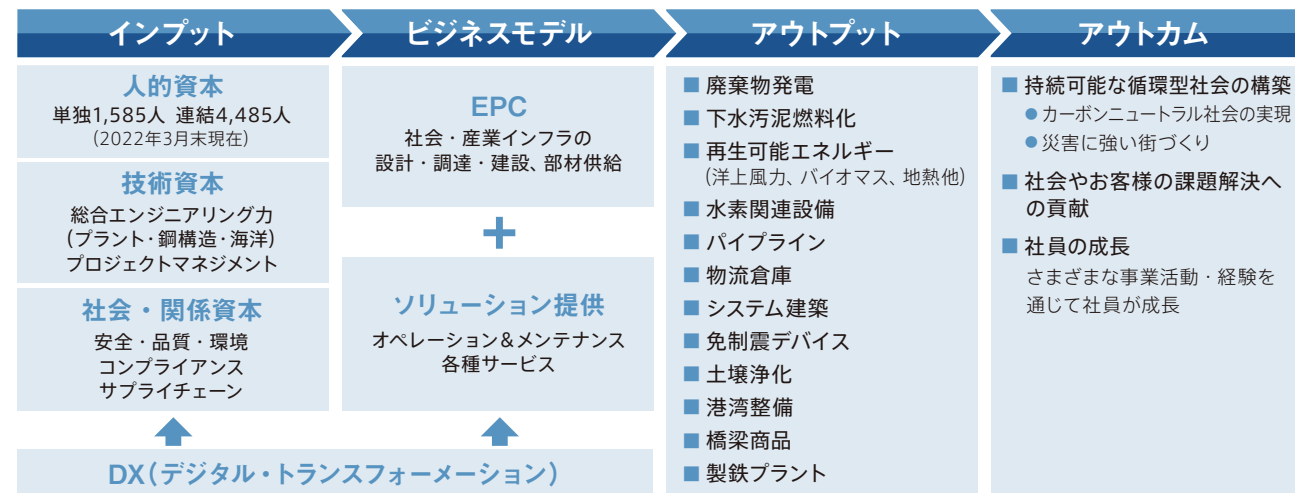 インプット
人的資本
単独1,585人 連結4,485人
(2022年3月末現在)
技術資本
総合エンジニアリング力
(プラント・鋼構造・海洋)
プロジェクトマネジメント
社会・関係資本
安全・品質・環境
コンプライアンス
サプライチェーン
ビジネスモデル
EPC
社会・産業インフラの
設計・調達・建設、部材供給
+
ソリューション提供
オペレーション&メンテナンス
各種サービス
DX(デジタル・トランスフォーメーション)
アウトプット
■ 廃棄物発電
■ 下水汚泥燃料化
■ 再生可能エネルギー
(洋上風力、バイオマス、地熱他)
■ 水素関連設備
■ パイプライン
■ 物流倉庫
■ システム建築
■ 免制震デバイス
■ 土壌浄化
■ 港湾整備
■ 橋梁商品
■ 製鉄プラント
アウトカム
■ 持続可能な循環型社会の構築
● カーボンニュートラル社会の実現
● 災害に強い街づくり
■ 社会やお客様の課題解決へ
の貢献
■ 社員の成長
さまざまな事業活動・経験を
通じて社員が成長